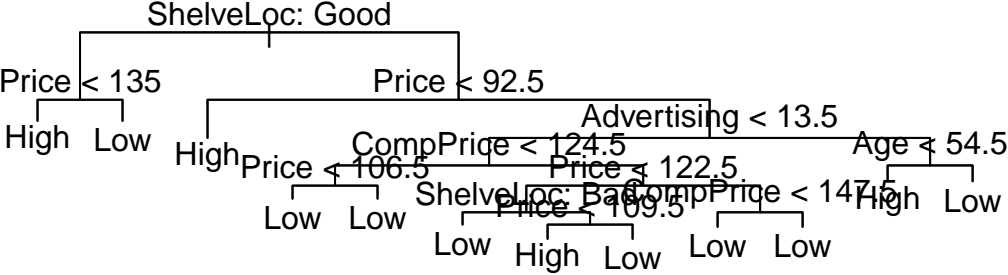 ShelveLoc: Good
Price < 135
Price < 92.5
High
Low
High
Advertising < 13.5
CompPrice < 124.5
Age < 54.5
Price < 106.5
Price < 122.5
Low
Low
ShelveLoc: Bad
CompPrice < 147.5
High
Low
Low
Price < 109.5
High
Low
Low
Low